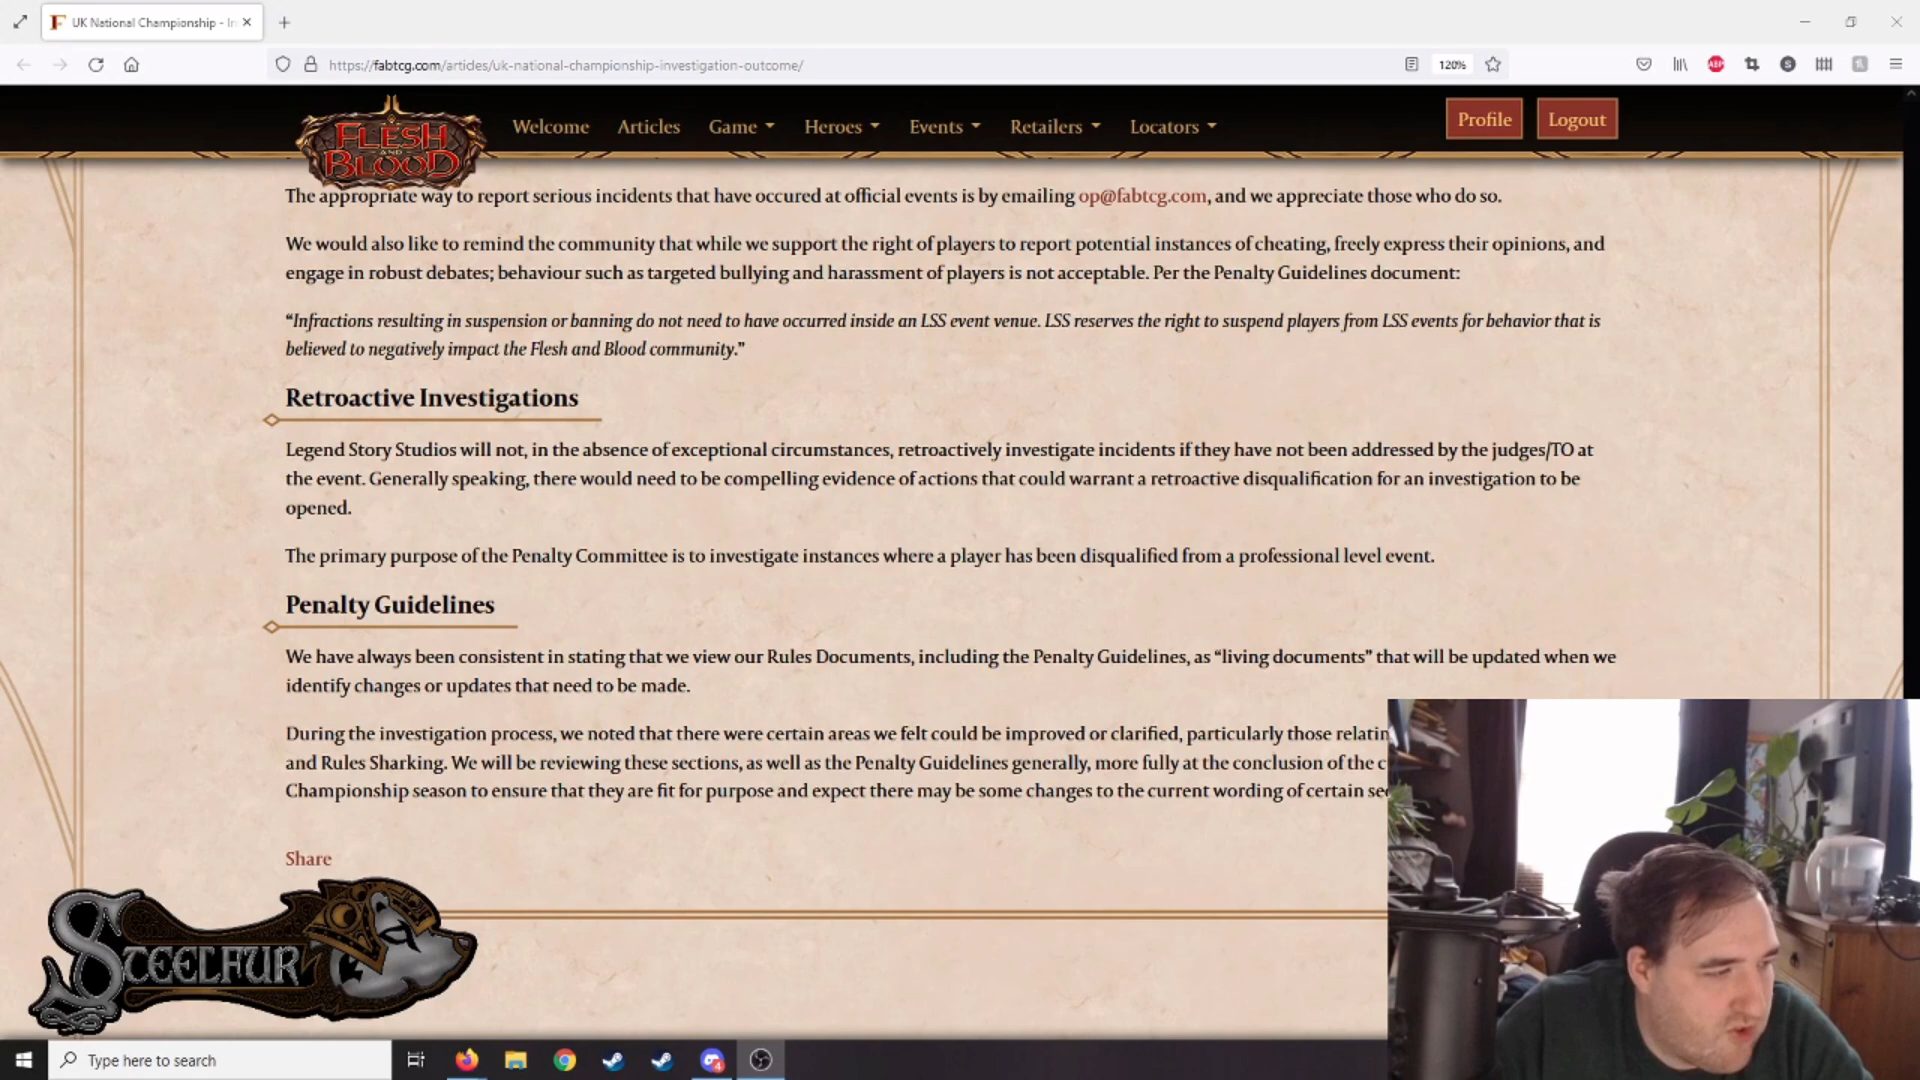 UK National Championship - In
https://fabtcg.com/articles/uk-national-championship-investigation-outcome/
120%
ABP
S
FLESH
AND
BLOOD
Welcome
Articles
Game
Heroes
Events
Retailers
Locators
Profile
Logout
The appropriate way to report serious incidents that have occured at official events is by emailing op@fabtcg.com, and we appreciate those who do so.
We would also like to remind the community that while we support the right of players to report potential instances of cheating, freely express their opinions, and
engage in robust debates; behaviour such as targeted bullying and harassment of players is not acceptable. Per the Penalty Guidelines document:
“Infractions resulting in suspension or banning do not need to have occurred inside an LSS event venue. LSS reserves the right to suspend players from LSS events for behavior that is
believed to negatively impact the Flesh and Blood community.”
Retroactive Investigations
Legend Story Studios will not, in the absence of exceptional circumstances, retroactively investigate incidents if they have not been addressed by the judges/TO at
the event. Generally speaking, there would need to be compelling evidence of actions that could warrant a retroactive disqualification for an investigation to be
opened.
The primary purpose of the Penalty Committee is to investigate instances where a player has been disqualified from a professional level event.
Penalty Guidelines
We have always been consistent in stating that we view our Rules Documents, including the Penalty Guidelines, as “living documents” that will be updated when we
identify changes or updates that need to be made.
During the investigation process, we noted that there were certain areas we felt could be improved or clarified, particularly those relatin
and Rules Sharking. We will be reviewing these sections, as well as the Penalty Guidelines generally, more fully at the conclusion of the c
Championship season to ensure that they are fit for purpose and expect there may be some changes to the current wording of certain sec
Share
STEELFUR
Type here to search
4